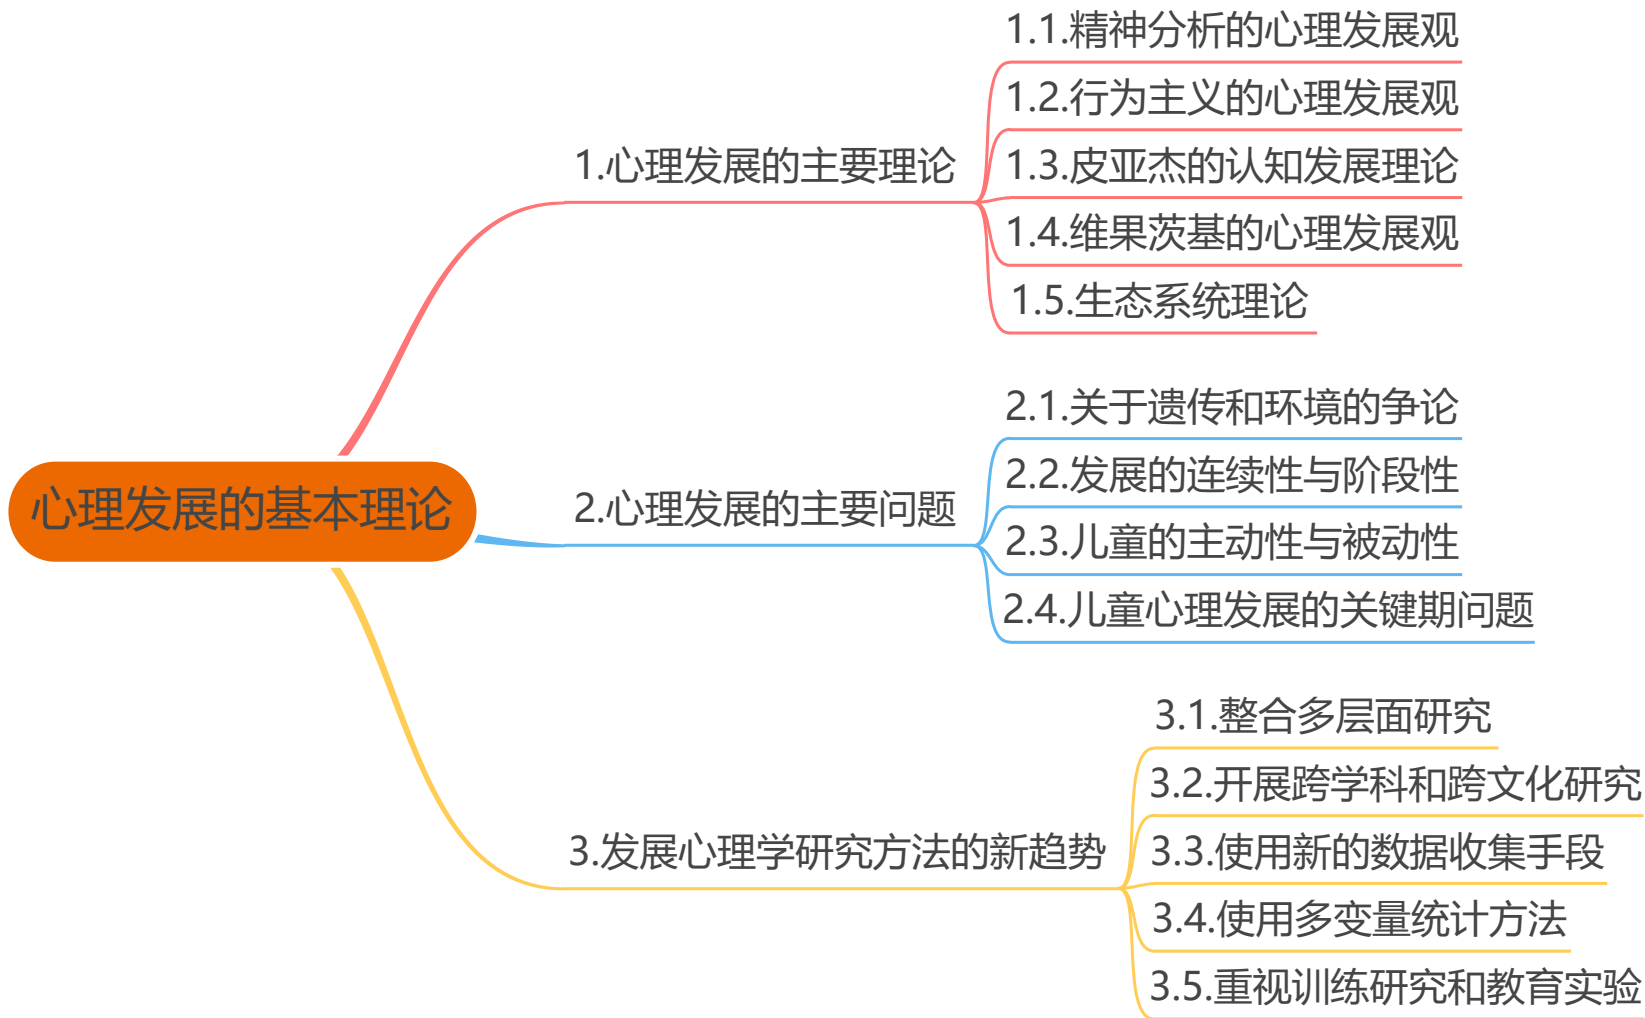 心理发展的基本理论
1.心理发展的主要理论
1.1.精神分析的心理发展观
1.2.行为主义的心理发展观
1.3.皮亚杰的认知发展理论
1.4.维果茨基的心理发展观
1.5.生态系统理论
2.心理发展的主要问题
2.1.关于遗传和环境的争论
2.2.发展的连续性与阶段性
2.3.儿童的主动性与被动性
2.4.儿童心理发展的关键期问题
3.发展心理学研究方法的新趋势
3.1.整合多层面研究
3.2.开展跨学科和跨文化研究
3.3.使用新的数据收集手段
3.4.使用多变量统计方法
3.5.重视训练研究和教育实验